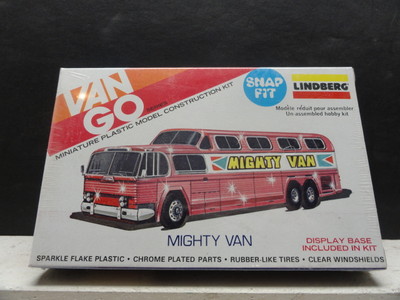 VAN
GO SERIES
MINIATURE PLASTIC MODEL CONSTRUCTION KIT
SNAP
FIT
LINDBERG
Modèle réduit pour assembler
Un-assembled hobby kit
MIGHTY VAN
MIGHTY VAN
DISPLAY BASE
INCLUDED IN KIT
SPARKLE FLAKE PLASTIC • CHROME PLATED PARTS • RUBBER-LIKE TIRES • CLEAR WINDSHIELDS